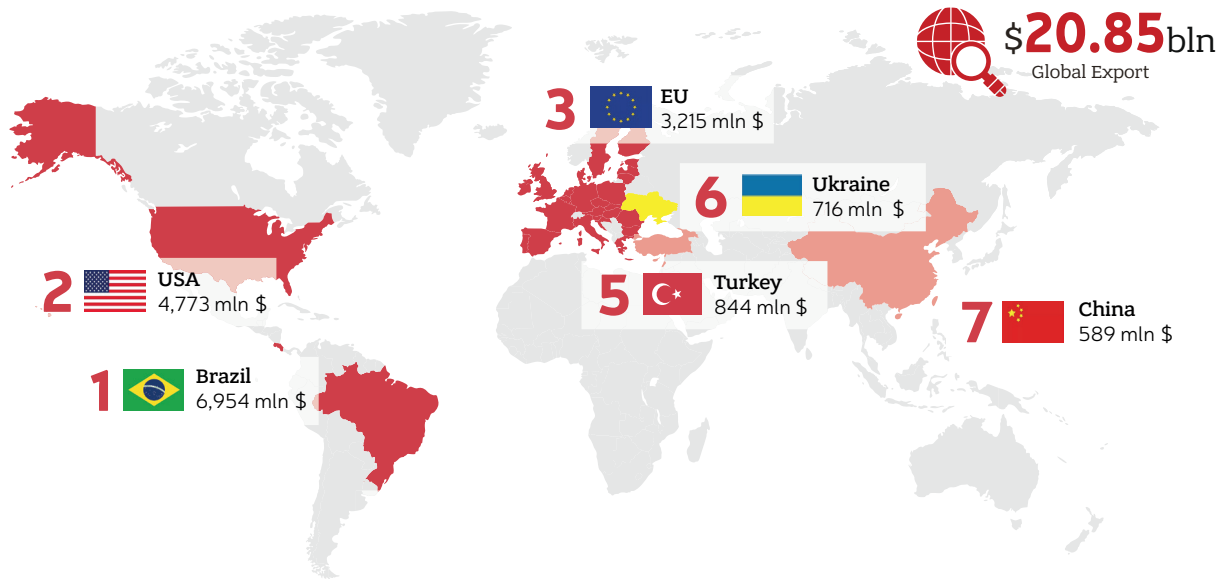 $20.85bln
Global Export
3
EU
3,215 mln $
6
Ukraine
716 mln $
2
USA
4,773 mln $
5
Turkey
844 mln $
7
China
589 mln $
1
Brazil
6,954 mln $